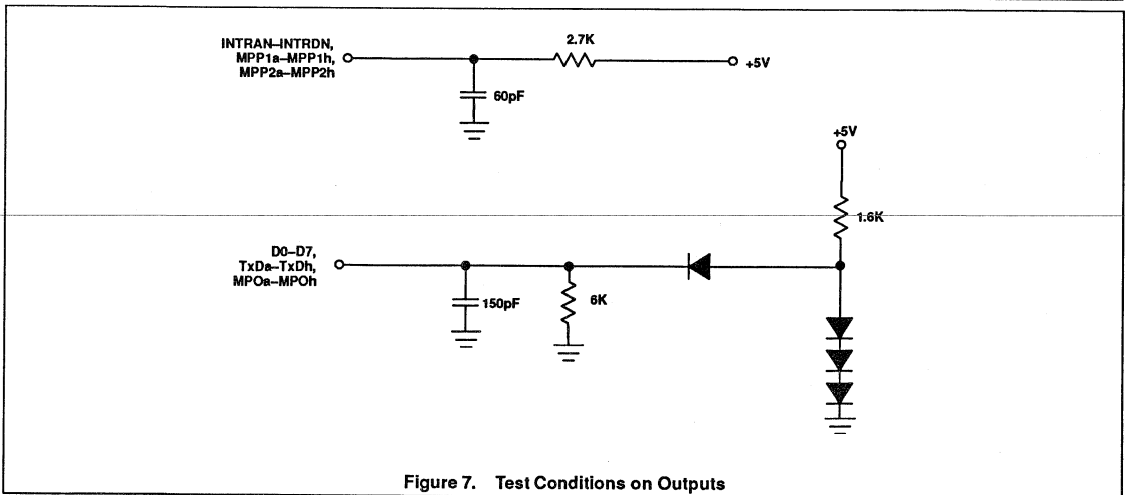 INTRAN–INTRDN,
MPP1a–MPP1h,
MPP2a–MPP2h
2.7K
+5V
60pF
+5V
1.6K
D0–D7,
TxDa–TxDh,
MPOa–MPOh
150pF
6K
Figure 7. Test Conditions on Outputs